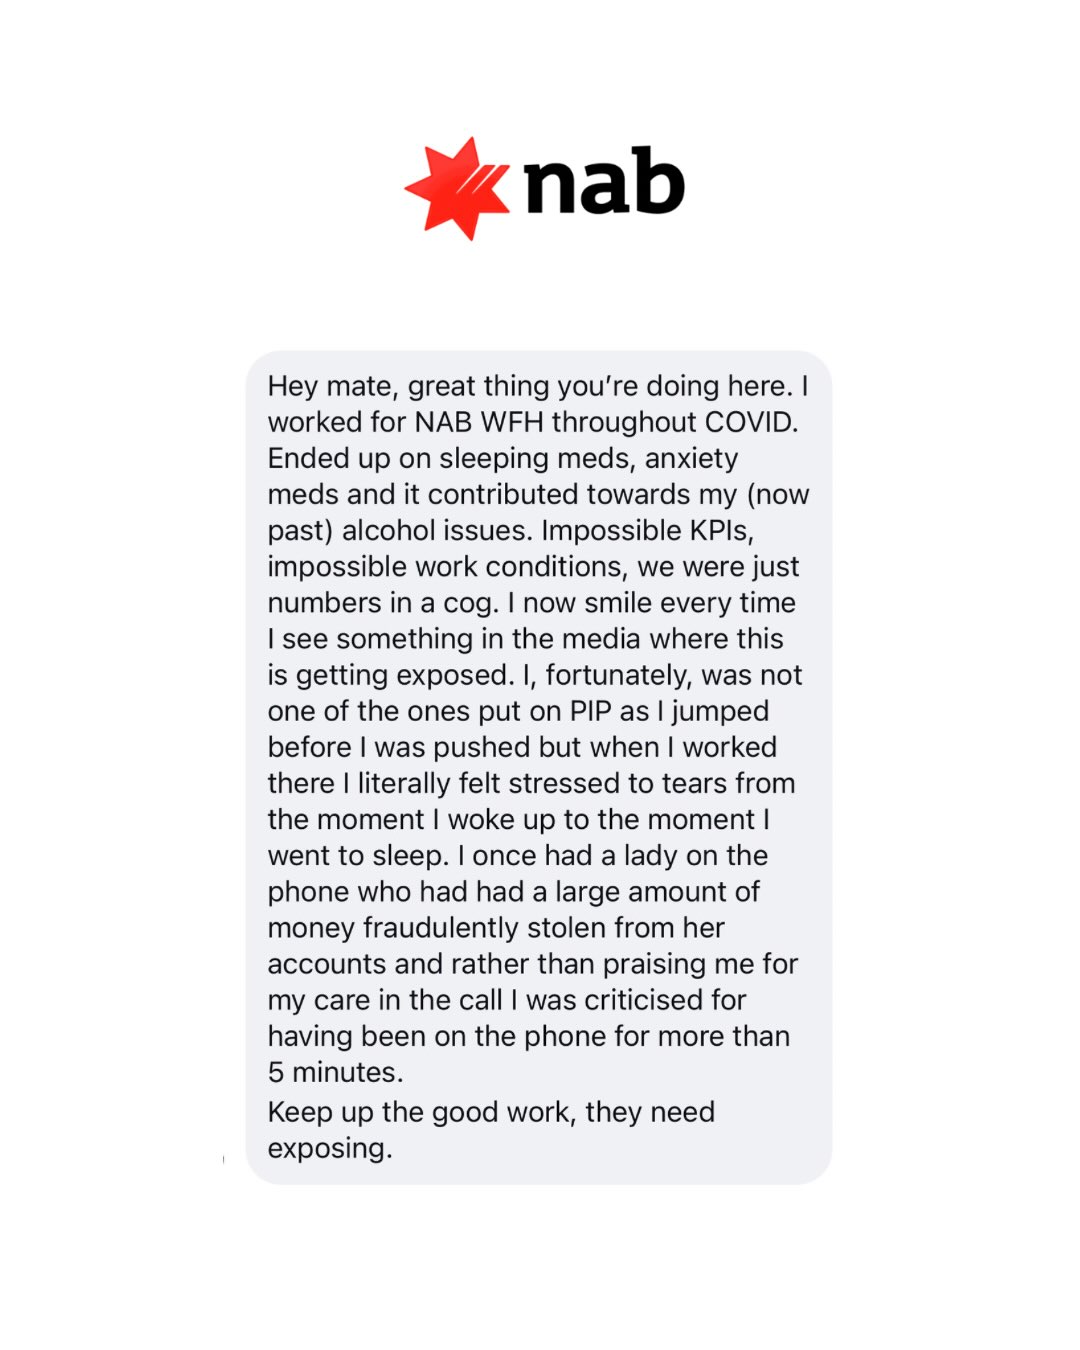 nab
Hey mate, great thing you’re doing here. I
worked for NAB WFH throughout COVID.
Ended up on sleeping meds, anxiety
meds and it contributed towards my (now
past) alcohol issues. Impossible KPIs,
impossible work conditions, we were just
numbers in a cog. I now smile every time
I see something in the media where this
is getting exposed. I, fortunately, was not
one of the ones put on PIP as I jumped
before I was pushed but when I worked
there I literally felt stressed to tears from
the moment I woke up to the moment I
went to sleep. I once had a lady on the
phone who had had a large amount of
money fraudulently stolen from her
accounts and rather than praising me for
my care in the call I was criticised for
having been on the phone for more than
5 minutes.
Keep up the good work, they need
exposing.